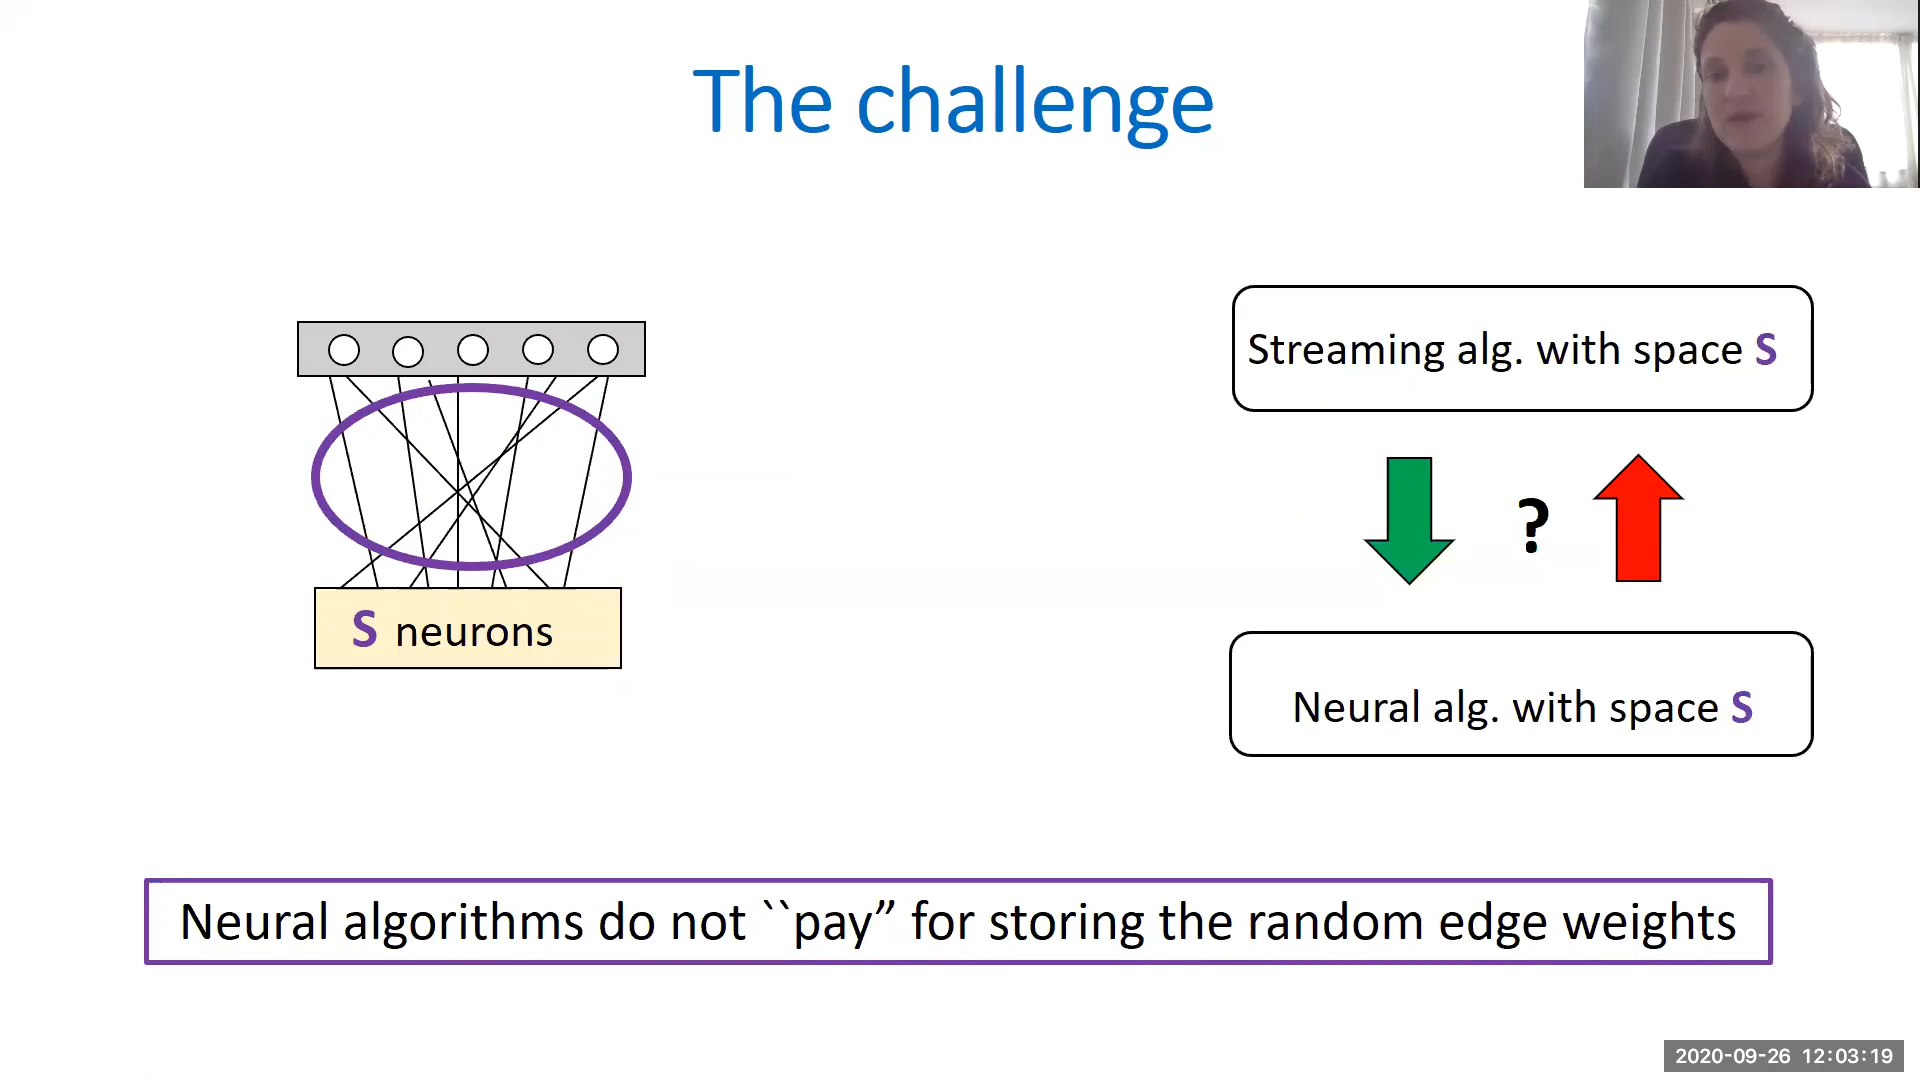 The challenge
Streaming alg. with space S
?
S neurons
Neural alg. with space S
Neural algorithms do not ``pay” for storing the random edge weights
2020-09-26 12:03:19